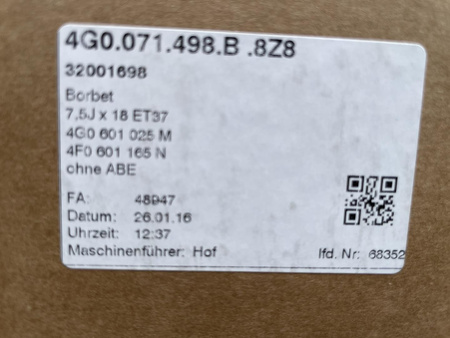 4G0.071.498.B .8Z8
32001698
Borbet
7,5J x 18 ET37
4G0 601 025 M
4F0 601 165 N
ohne ABE
FA: 48947
Datum: 26.01.16
Uhrzeit: 12:37
Maschinenführer: Hof lfd. Nr: 68352